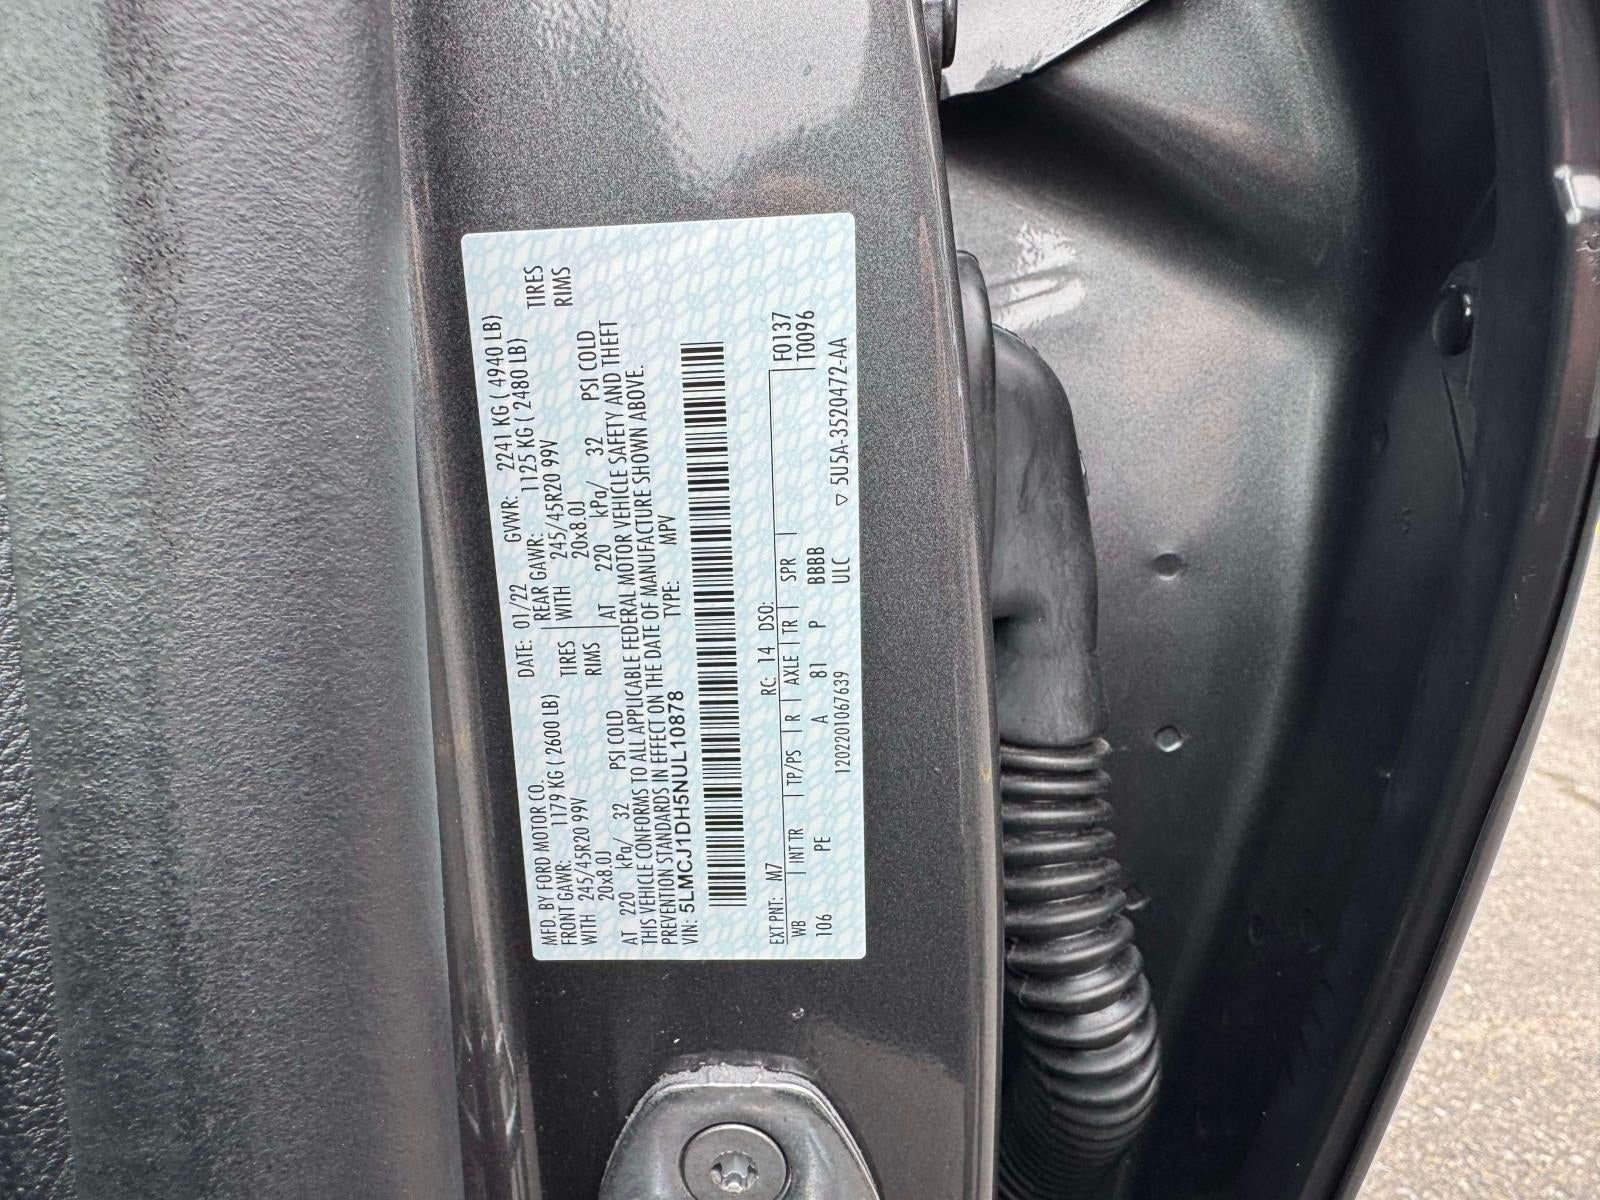 MFD. BY FORD MOTOR CO. DATE: 01/22 GVWR: 2241 KG ( 4940 LB)
FRONT GAWR: 1179 KG ( 2600 LB) REAR GAWR: 1125 KG ( 2480 LB)
WITH 245/45R20 99V TIRES WITH 245/45R20 99V TIRES
20x8.0J RIMS 20x8.0J RIMS
AT 220 kPa/ 32 PSI COLD AT 220 kPa/ 32 PSI COLD
THIS VEHICLE CONFORMS TO ALL APPLICABLE FEDERAL MOTOR VEHICLE SAFETY AND THEFT
PREVENTION STANDARDS IN EFFECT ON THE DATE OF MANUFACTURE SHOWN ABOVE.
VIN: 5LMCJ1DH5NUL10878 TYPE: MPV
EXT PNT: M7 RC: 14 DSO: F0137
WB INT TR TP/PS R AXLE TR SPR T0096
106 PE A 81 P BBBB
1202201067639 ULC ▽ 5U5A-3520472-AA